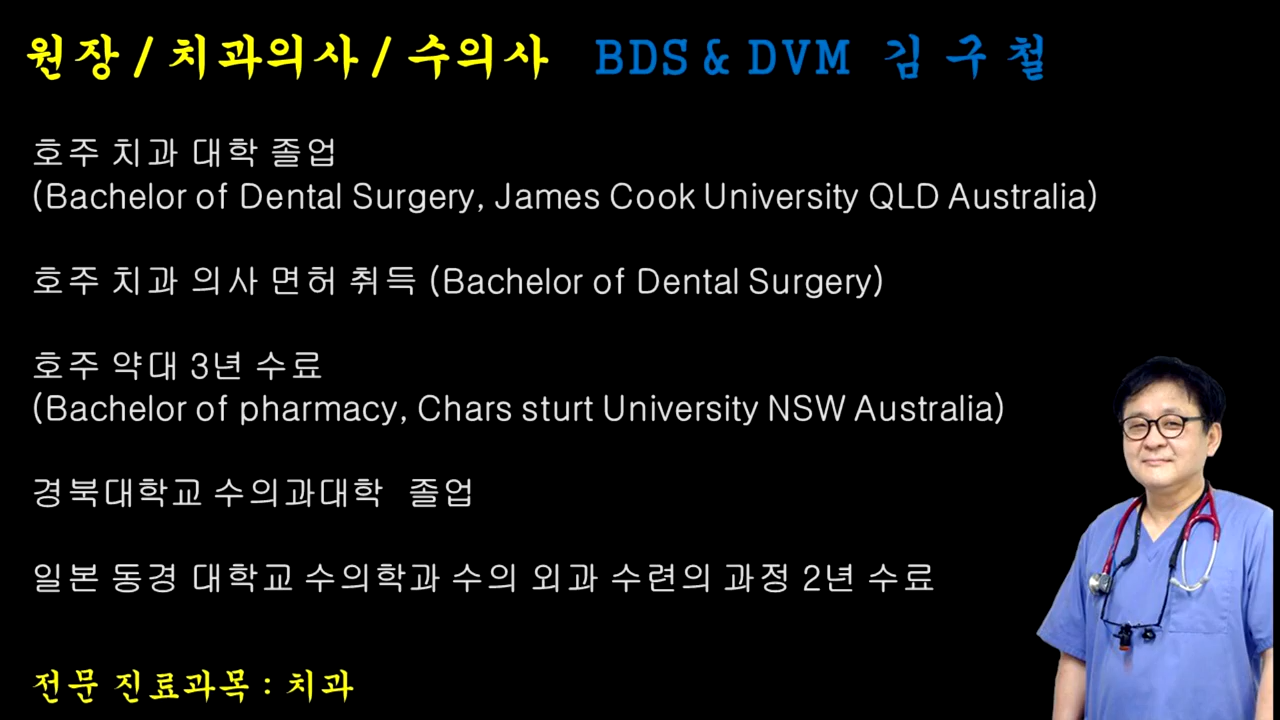 원장 / 치과의사 / 수의사 BDS & DVM 김 구 철
호주 치과 대학 졸업
(Bachelor of Dental Surgery, James Cook University QLD Australia)
호주 치과 의사 면허 취득 (Bachelor of Dental Surgery)
호주 약대 3년 수료
(Bachelor of pharmacy, Chars sturt University NSW Australia)
경북대학교 수의과대학 졸업
일본 동경 대학교 수의학과 수의 외과 수련의 과정 2년 수료
전문 진료과목 : 치과